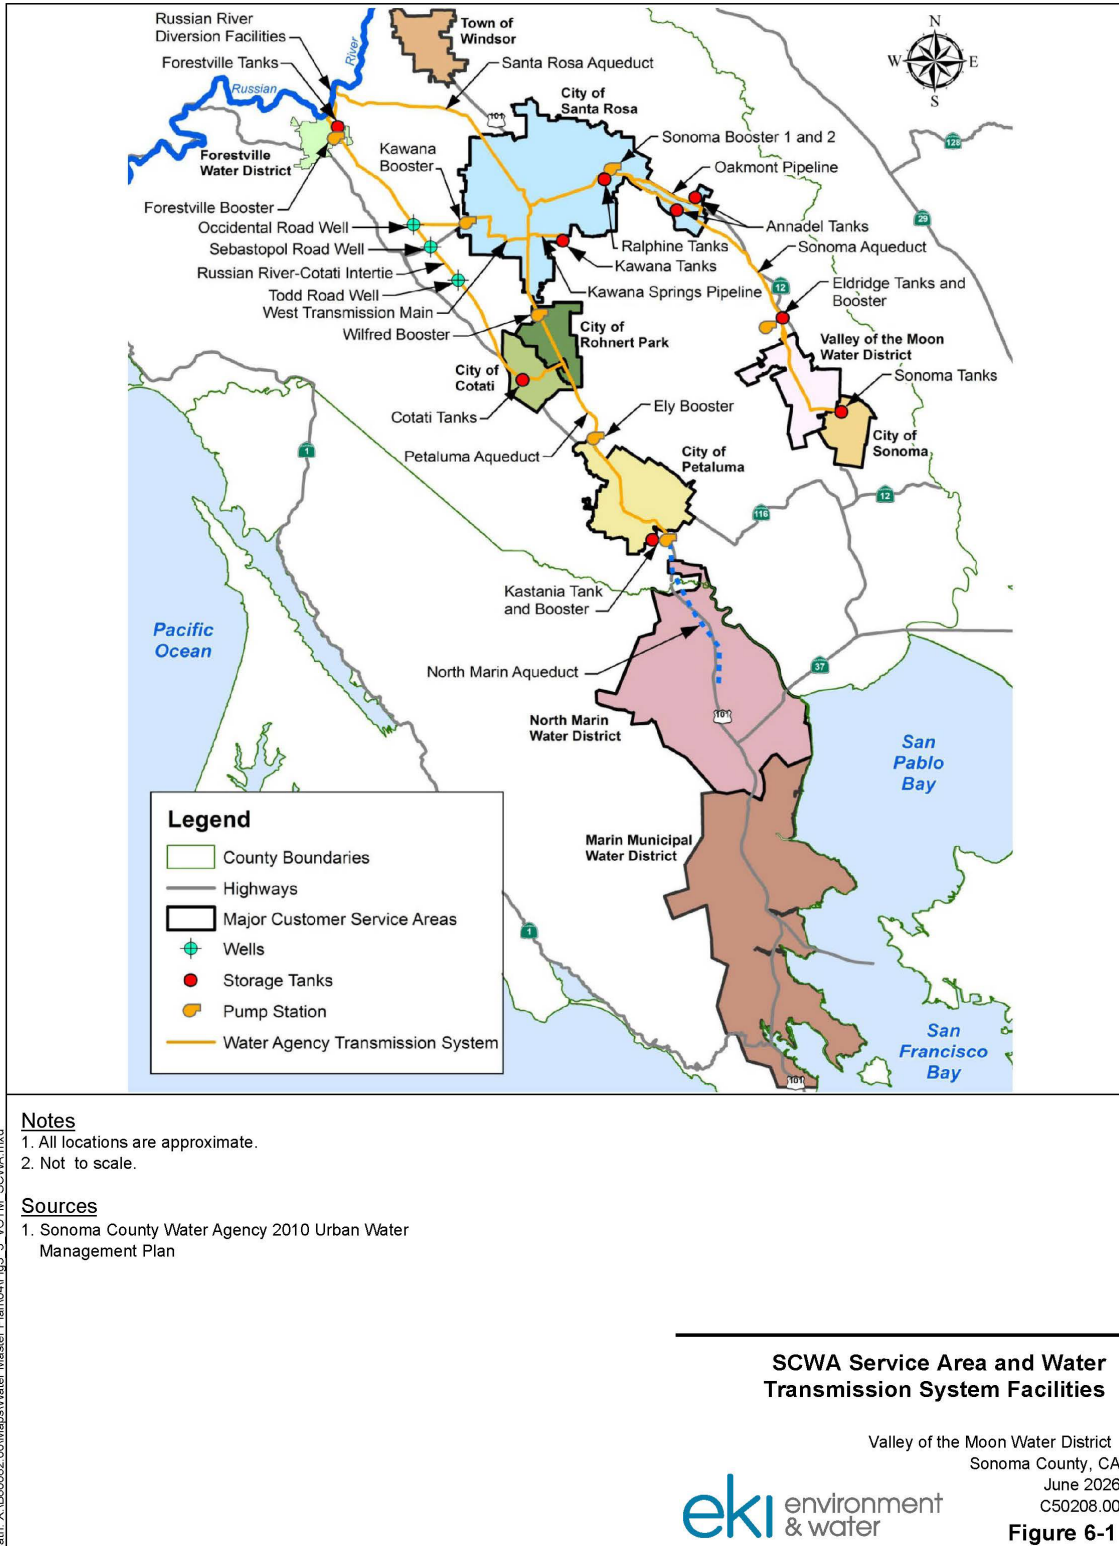 Russian River
Diversion Facilities
Forestville Tanks
Russian
River
Town of
Windsor
Santa Rosa Aqueduct
101
City of
Santa Rosa
N
W
E
S
128
29
Forestville
Water District
Kawana
Booster
Sonoma Booster 1 and 2
Oakmont Pipeline
Forestville Booster
Occidental Road Well
Sebastopol Road Well
Russian River-Cotati Intertie
Todd Road Well
West Transmission Main
Wilfred Booster
Annadel Tanks
Ralphine Tanks
Sonoma Aqueduct
Kawana Tanks
Kawana Springs Pipeline
12
Eldridge Tanks and
Booster
City of
Rohnert Park
Valley of the Moon
Water District
City of
Cotati
Sonoma Tanks
Cotati Tanks
Ely Booster
Petaluma Aqueduct
City of
Petaluma
City of
Sonoma
1
12
116
Kastania Tank
and Booster
Pacific
Ocean
North Marin Aqueduct
37
101
North Marin
Water District
San
Pablo
Bay
Marin Municipal
Water District
1
San
Francisco
Bay
101
Legend
County Boundaries
Highways
Major Customer Service Areas
Wells
Storage Tanks
Pump Station
Water Agency Transmission System
Notes
1. All locations are approximate.
2. Not to scale.
Sources
1. Sonoma County Water Agency 2010 Urban Water
Management Plan
SCWA Service Area and Water
Transmission System Facilities
Valley of the Moon Water District
Sonoma County, CA
June 2026
C50208.00
Figure 6-1
eki environment
& water